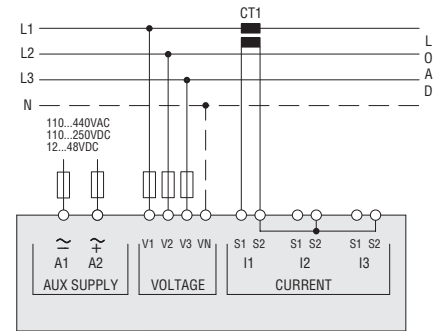 CT1
L1
L2
L3
N
L
O
A
D
110...440VAC
110...250VDC
12...48VDC
V1 V2 V3 VN S1 S2 S1 S2 S1 S2
A1 A2 I1 I2 I3
AUX SUPPLY VOLTAGE CURRENT